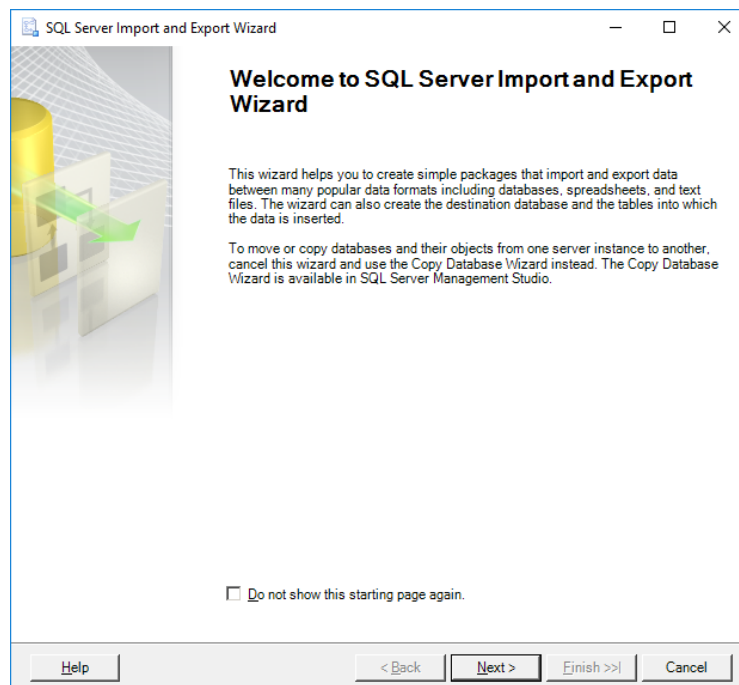 SQL Server Import and Export Wizard
Welcome to SQL Server Import and Export
Wizard
This wizard helps you to create simple packages that import and export data
between many popular data formats including databases, spreadsheets, and text
files. The wizard can also create the destination database and the tables into which
the data is inserted.
To move or copy databases and their objects from one server instance to another,
cancel this wizard and use the Copy Database Wizard instead. The Copy Database
Wizard is available in SQL Server Management Studio.
Do not show this starting page again.
Help < Back Next > Finish >>| Cancel